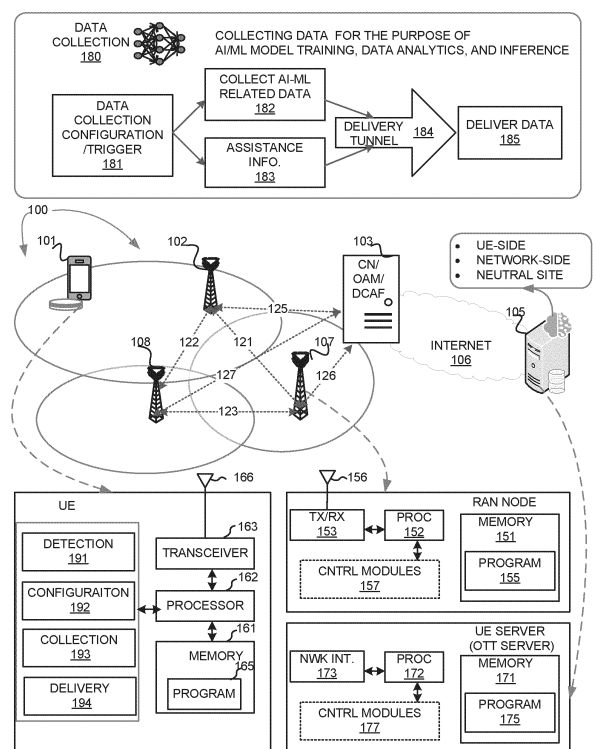 DATA
COLLECTION
180
COLLECTING DATA FOR THE PURPOSE OF
AI/ML MODEL TRAINING, DATA ANALYTICS, AND INFERENCE
DATA
COLLECTION
CONFIGURATION
/TRIGGER
181
COLLECT AI-ML
RELATED DATA
182
ASSISTANCE
INFO.
183
DELIVERY
TUNNEL
184
DELIVER DATA
185
100
101
102
103
CN/
OAM/
DCAF
UE-SIDE
NETWORK-SIDE
NEUTRAL SITE
105
INTERNET
106
125
108
122
121
107
127
126
123
166
156
UE
DETECTION
191
CONFIGURAITON
192
COLLECTION
193
DELIVERY
194
163
TRANSCEIVER
162
PROCESSOR
161
MEMORY
165
PROGRAM
RAN NODE
TX/RX
153
PROC
152
CNTRL MODULES
157
MEMORY
151
PROGRAM
155
UE SERVER
(OTT SERVER)
NWK INT.
173
PROC
172
CNTRL MODULES
177
MEMORY
171
PROGRAM
175